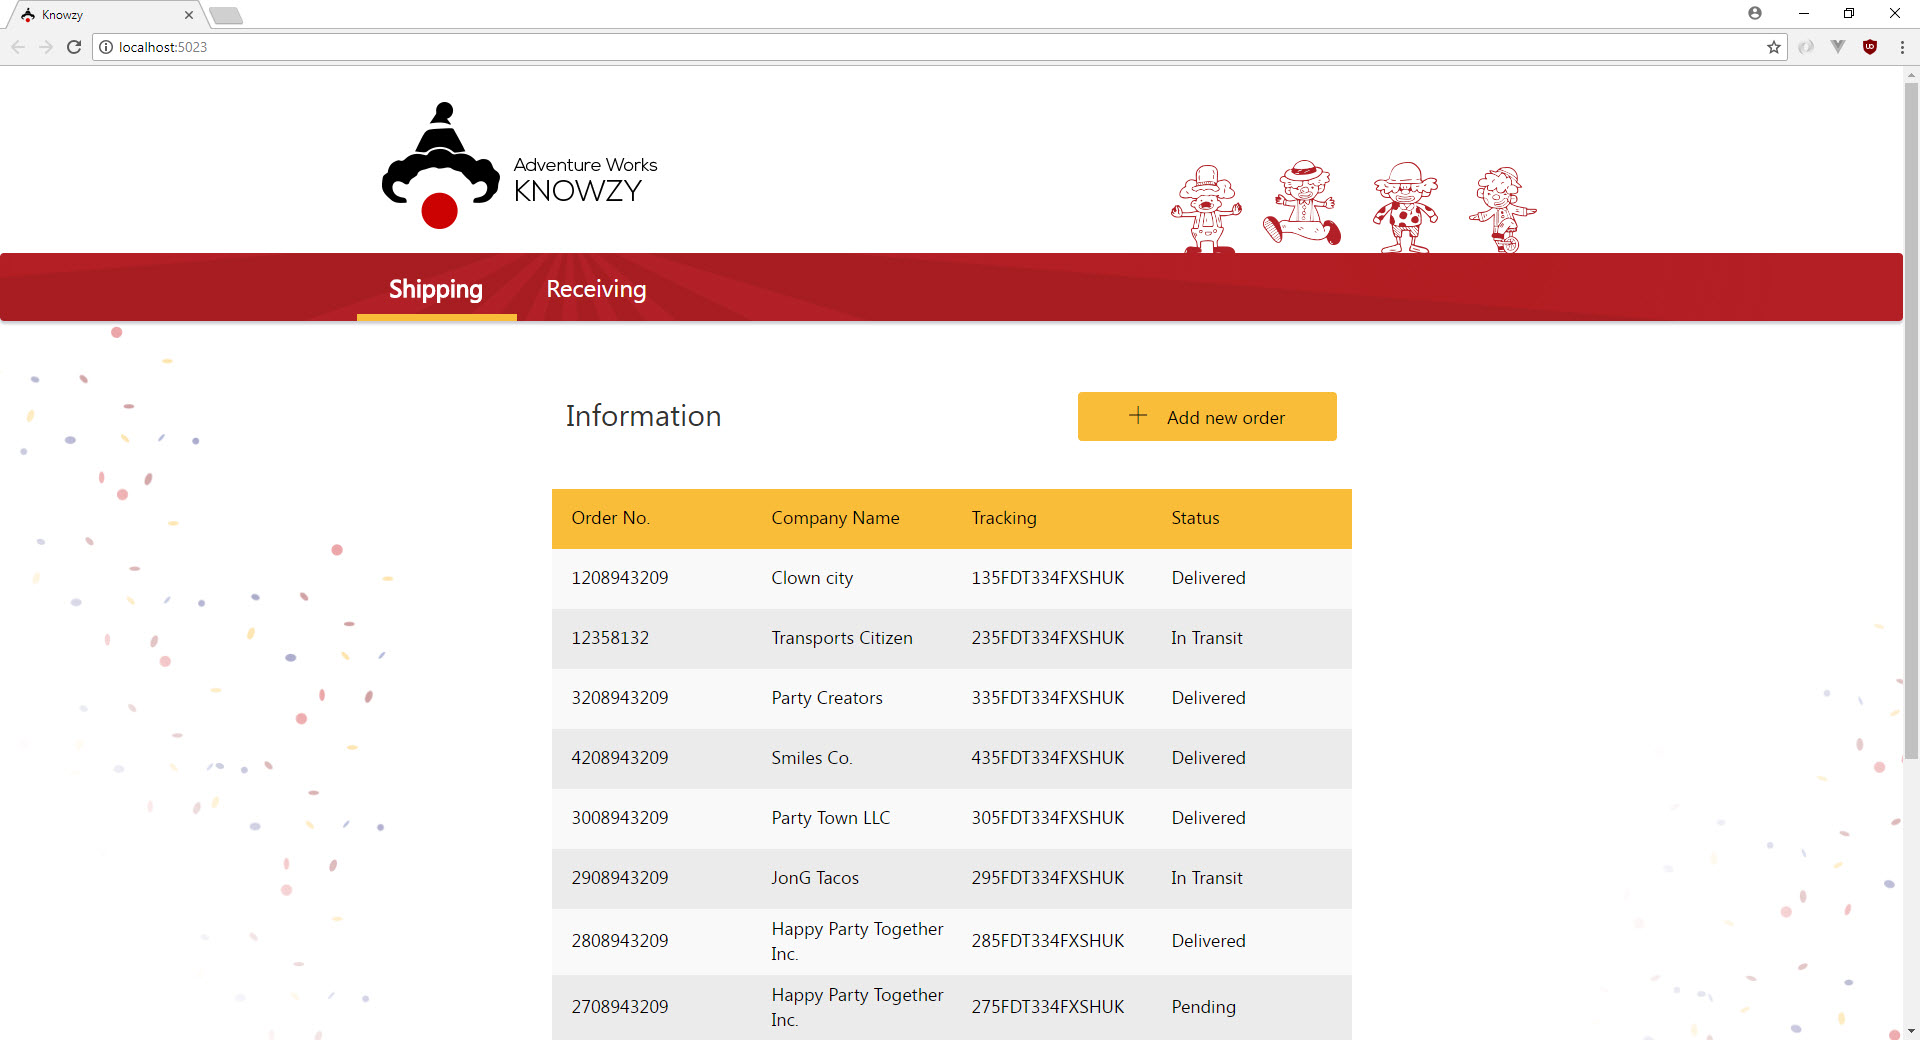 Knowzy
localhost:5023
Adventure Works
KNOWZY
Shipping Receiving
Information
Add new order
Order No. Company Name Tracking Status
1208943209 Clown city 135FDT334FXSHUK Delivered
12358132 Transports Citizen 235FDT334FXSHUK In Transit
3208943209 Party Creators 335FDT334FXSHUK Delivered
4208943209 Smiles Co. 435FDT334FXSHUK Delivered
3008943209 Party Town LLC 305FDT334FXSHUK Delivered
2908943209 JonG Tacos 295FDT334FXSHUK In Transit
2808943209 Happy Party Together
Inc. 285FDT334FXSHUK Delivered
2708943209 Happy Party Together
Inc. 275FDT334FXSHUK Pending